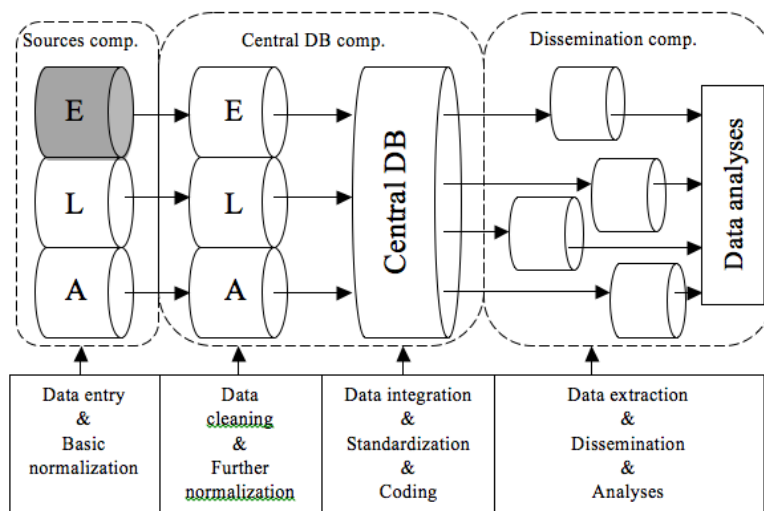 Sources comp.
Central DB comp.
Dissemination comp.
E
E
L
L
A
A
Central DB
Data analyses
Data entry
&
Basic
normalization
Data
cleaning
&
Further
normalization
Data integration
&
Standardization
&
Coding
Data extraction
&
Dissemination
&
Analyses